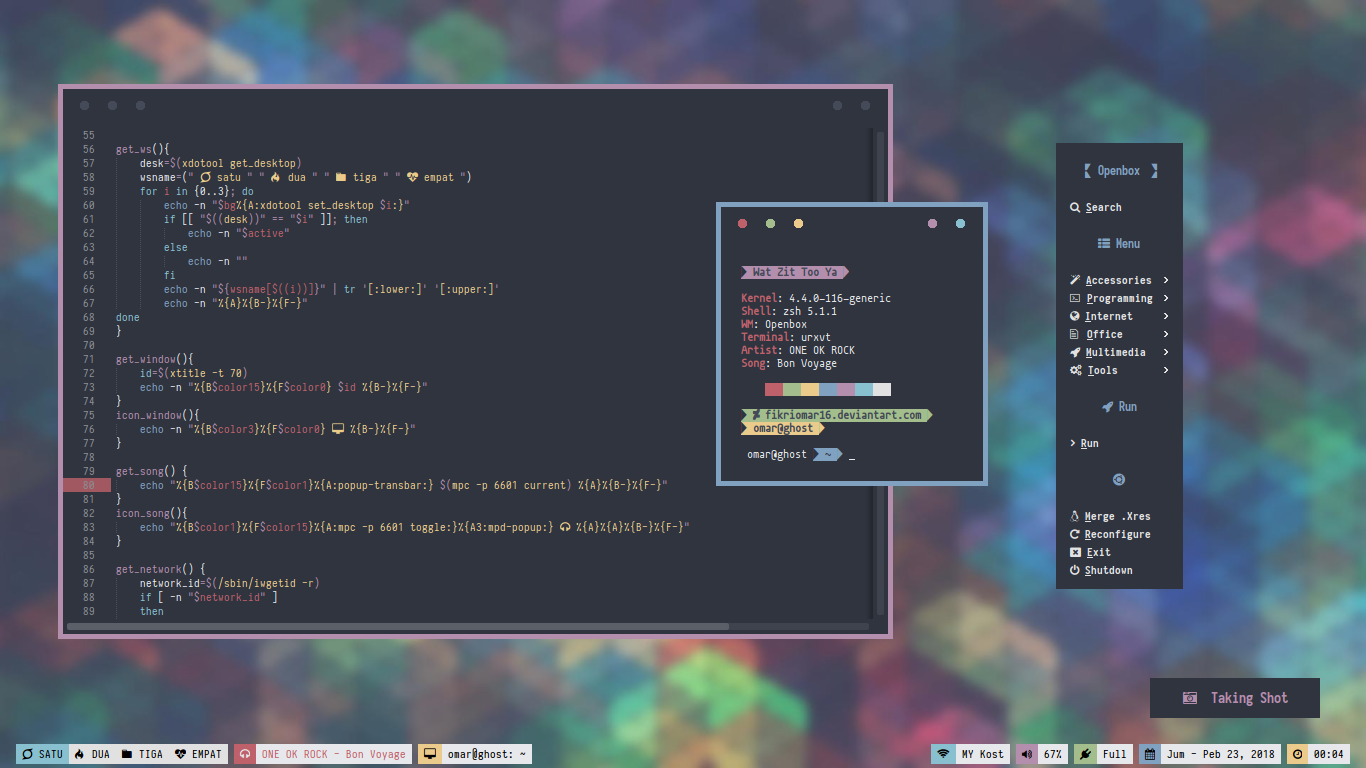 55
56 get_ws(){
57 desk=$(xdotool get_desktop)
58 wsname=(" satu " " dua " " tiga " " empat ")
59 for i in {0..3}; do
60 echo -n "$bg%{A:xdotool set_desktop $i:}"
61 if [[ "$((desk))" == "$i" ]]; then
62 echo -n "$active"
63 else
64 echo -n ""
65 fi
66 echo -n "${wsname[$((i))]}" | tr '[:lower:]' '[:upper:]'
67 echo -n "%{A}%{B-}%{F-}"
68 done
69 }
70
71 get_window(){
72 id=$(xtitle -t 70)
73 echo -n "%{B$color15}%{F$color0} $id %{B-}%{F-}"
74 }
75 icon_window(){
76 echo -n "%{B$color3}%{F$color0} %{B-}%{F-}"
77 }
78
79 get_song() {
80 echo "%{B$color15}%{F$color1}%{A:popup-transbar:} $(mpc -p 6601 current) %{A}%{B-}%{F-}"
81 }
82 icon_song(){
83 echo "%{B$color1}%{F$color15}%{A:mpc -p 6601 toggle:}%{A3:mpd-popup:} %{A}%{A}%{B-}%{F-}"
84 }
85
86 get_network() {
87 network_id=$(/sbin/iwgetid -r)
88 if [ -n "$network_id" ]
89 then
Wat Zit Too Ya
Kernel: 4.4.0-116-generic
Shell: zsh 5.1.1
WM: Openbox
Terminal: urxvt
Artist: ONE OK ROCK
Song: Bon Voyage
fikriomar16.deviantart.com
omar@ghost
omar@ghost ~ _
Openbox
Search
Menu
Accessories >
Programming >
Internet >
Office >
Multimedia >
Tools >
Run
> Run
Merge .Xres
Reconfigure
Exit
Shutdown
Taking Shot
SATU DUA TIGA EMPAT ONE OK ROCK - Bon Voyage omar@ghost: ~ MY Kost 67% Full Jum - Peb 23, 2018 00:04